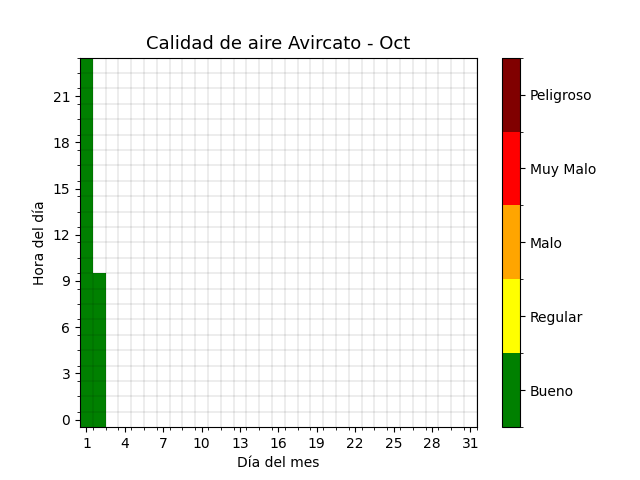 Calidad de aire Avircato - Oct
21
18
15
12
9
6
3
0
Hora del día
1 4 7 10 13 16 19 22 25 28 31
Día del mes
Peligroso
Muy Malo
Malo
Regular
Bueno